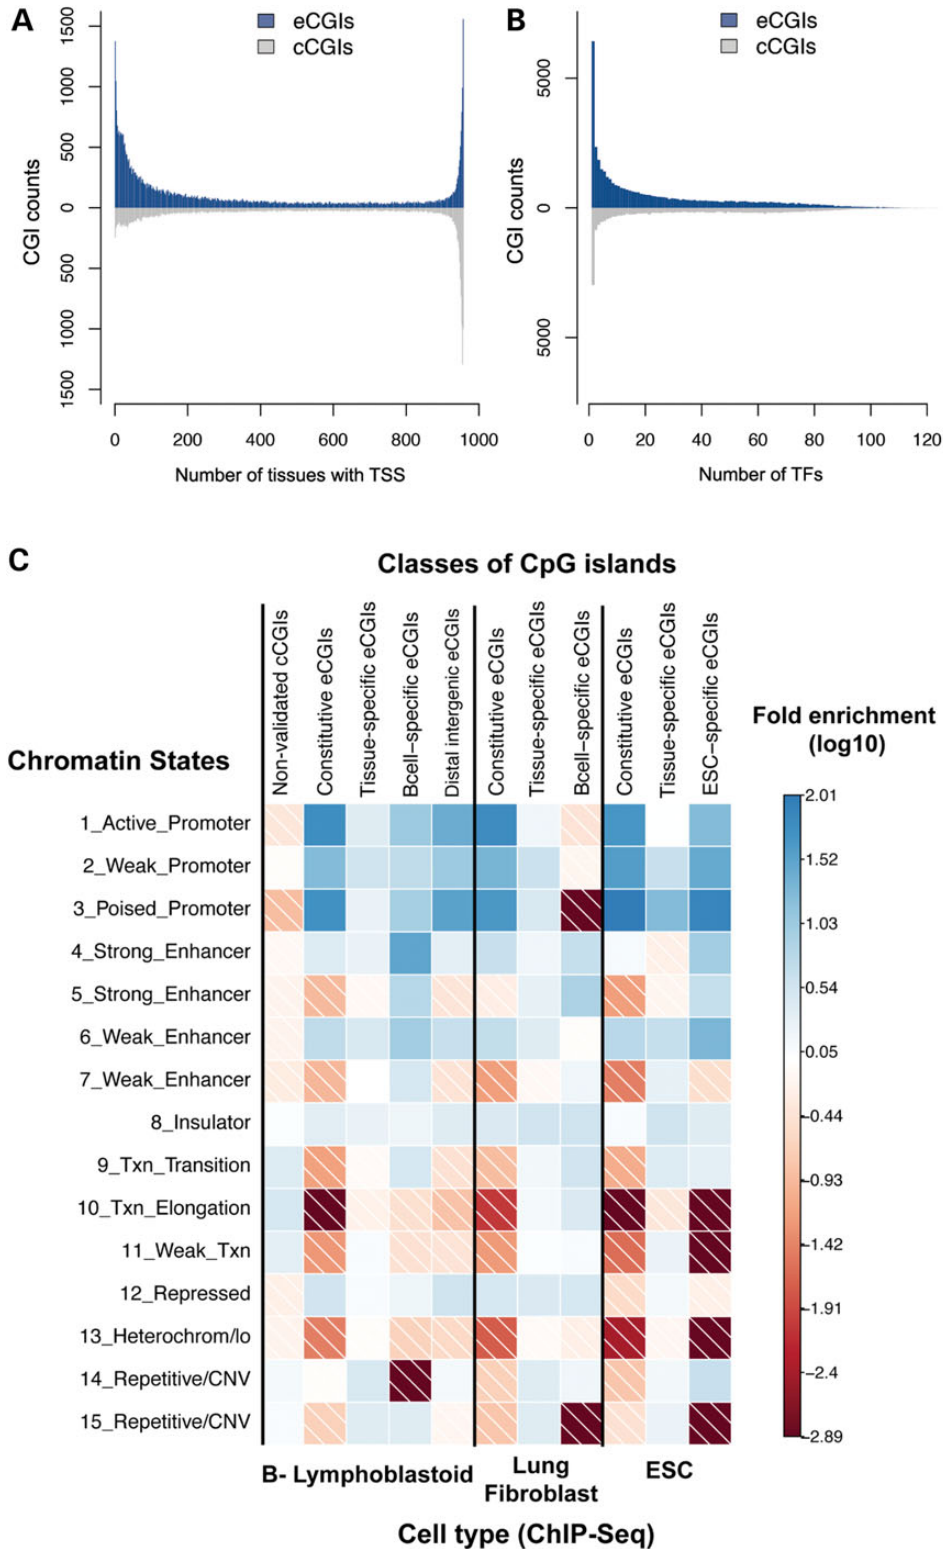 A
eCGIs
cCGIs
CGI counts
1500
1000
500
0
500
1000
1500
0 200 400 600 800 1000
Number of tissues with TSS
B
eCGIs
cCGIs
CGI counts
5000
0
5000
0 20 40 60 80 100 120
Number of TFs
C
Classes of CpG islands
Non-validated cCGIs
Constitutive eCGIs
Tissue-specific eCGIs
Bcell-specific eCGIs
Distal intergenic eCGIs
Constitutive eCGIs
Tissue-specific eCGIs
Bcell-specific eCGIs
Constitutive eCGIs
Tissue-specific eCGIs
ESC-specific eCGIs
Chromatin States
1_Active_Promoter
2_Weak_Promoter
3_Poised_Promoter
4_Strong_Enhancer
5_Strong_Enhancer
6_Weak_Enhancer
7_Weak_Enhancer
8_Insulator
9_Txn_Transition
10_Txn_Elongation
11_Weak_Txn
12_Repressed
13_Heterochrom/lo
14_Repetitive/CNV
15_Repetitive/CNV
Fold enrichment
(log10)
2.01
1.52
1.03
0.54
0.05
-0.44
-0.93
-1.42
-1.91
-2.4
-2.89
B- Lymphoblastoid
Lung
Fibroblast
ESC
Cell type (ChIP-Seq)